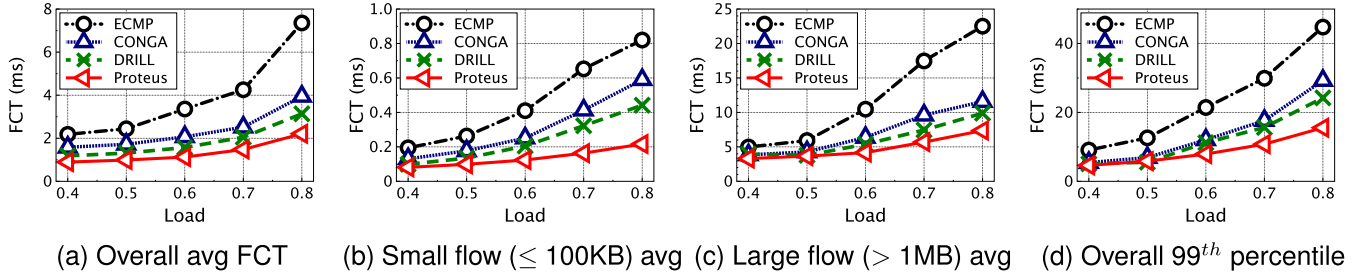 8
6
4
2
0
FCT (ms)
ECMP
CONGA
DRILL
Proteus
0.4 0.5 0.6 0.7 0.8
Load
(a) Overall avg FCT
1.0
0.8
0.6
0.4
0.2
0
FCT (ms)
ECMP
CONGA
DRILL
Proteus
0.4 0.5 0.6 0.7 0.8
Load
(b) Small flow (≤ 100KB) avg
25
20
15
10
5
0
FCT (ms)
ECMP
CONGA
DRILL
Proteus
0.4 0.5 0.6 0.7 0.8
Load
(c) Large flow (> 1MB) avg
40
20
0
FCT (ms)
ECMP
CONGA
DRILL
Proteus
0.4 0.5 0.6 0.7 0.8
Load
(d) Overall 99th percentile